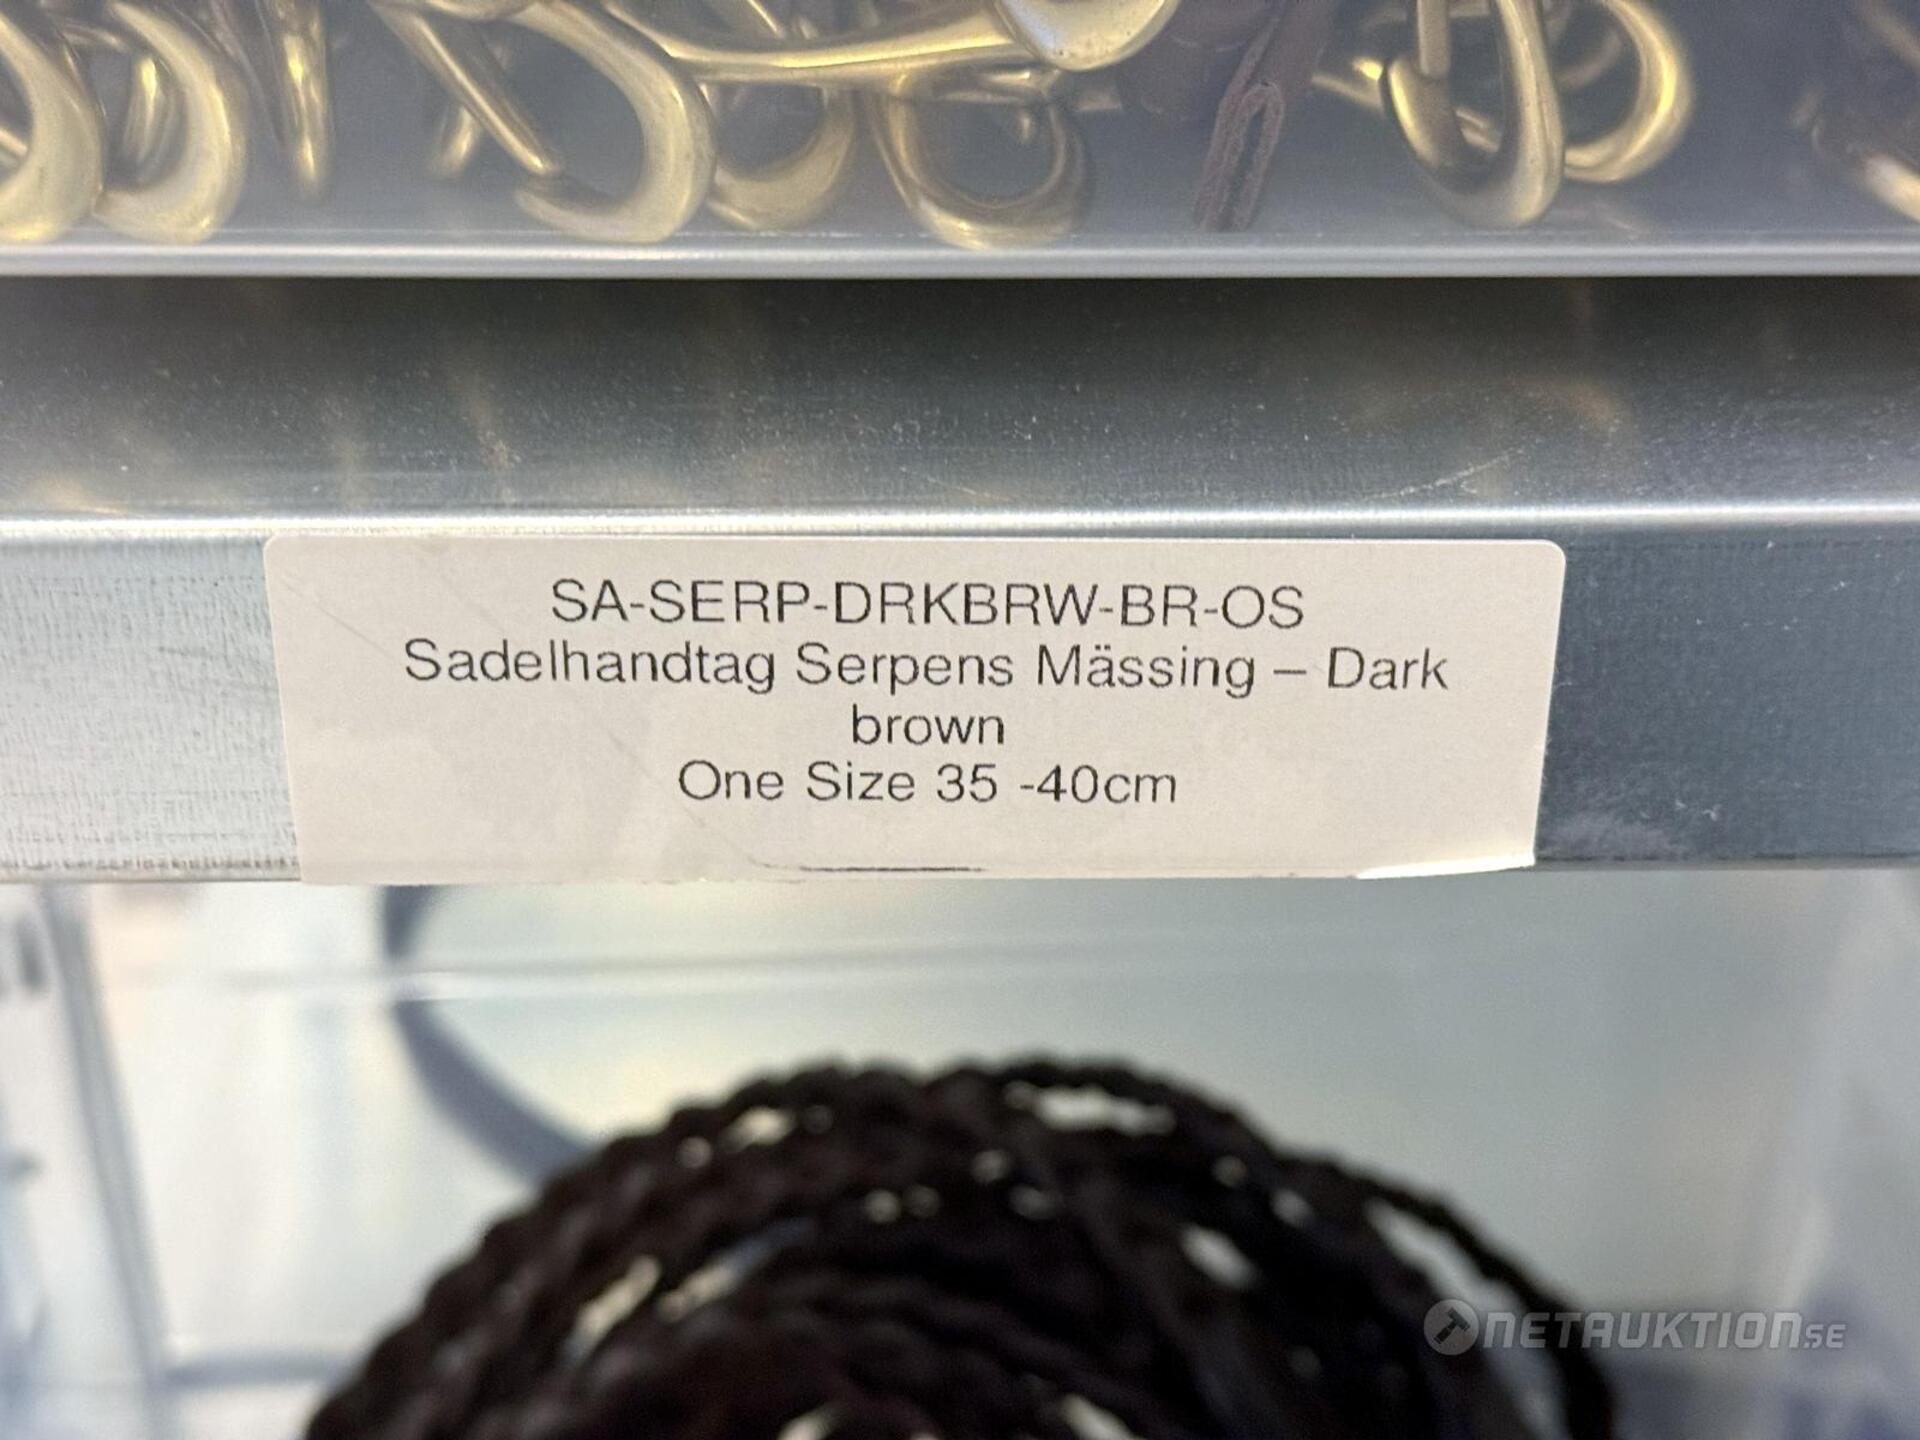 SA-SERP-DRKBRW-BR-OS
Sadelhandtag Serpens Mässing – Dark
brown
One Size 35 -40cm
NETAUKTION.SE